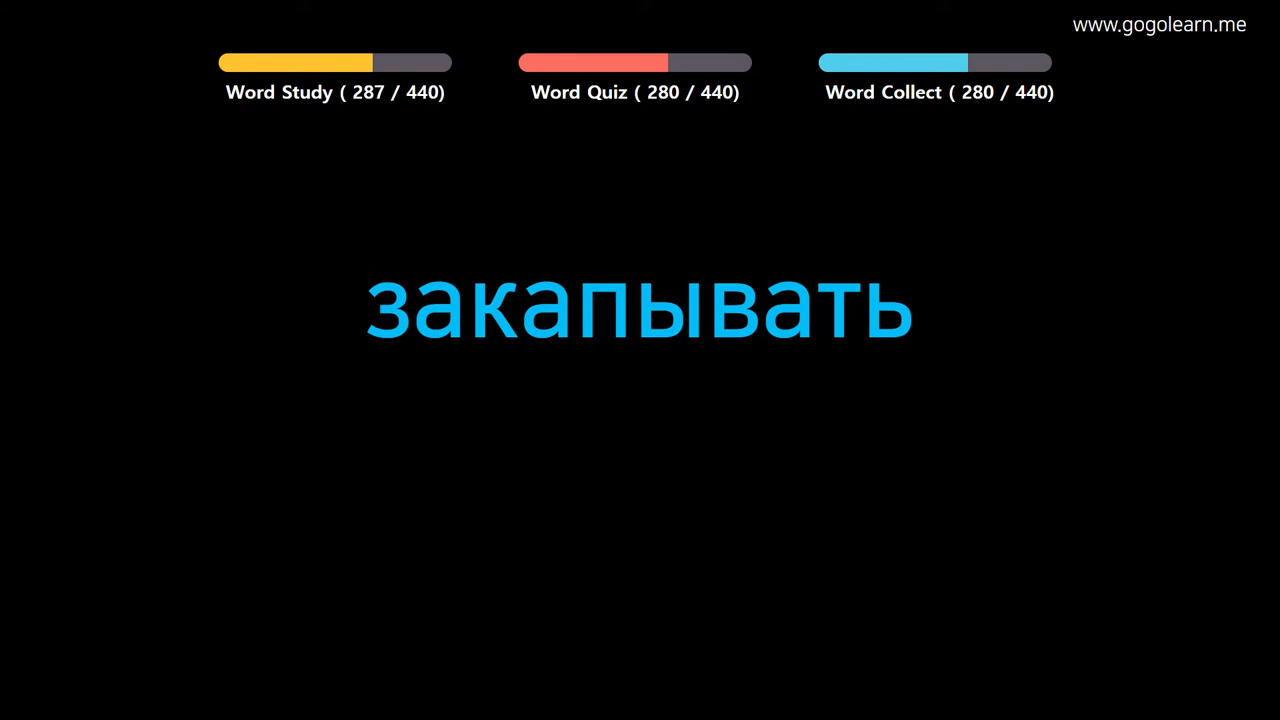 www.gogolearn.me
Word Study ( 287 / 440)
Word Quiz ( 280 / 440)
Word Collect ( 280 / 440)
закапывать